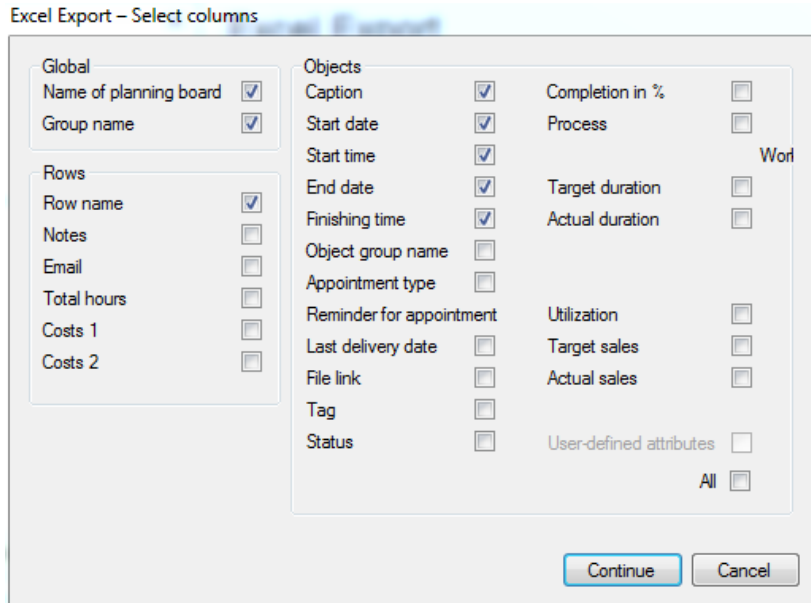 Excel Export – Select columns
Excel Export
Global
Name of planning board
Group name
Rows
Row name
Notes
Email
Total hours
Costs 1
Costs 2
Objects
Caption
Start date
Start time
End date
Finishing time
Object group name
Appointment type
Reminder for appointment
Last delivery date
File link
Tag
Status
Completion in %
Process
Worl
Target duration
Actual duration
Utilization
Target sales
Actual sales
User-defined attributes
All
Continue
Cancel